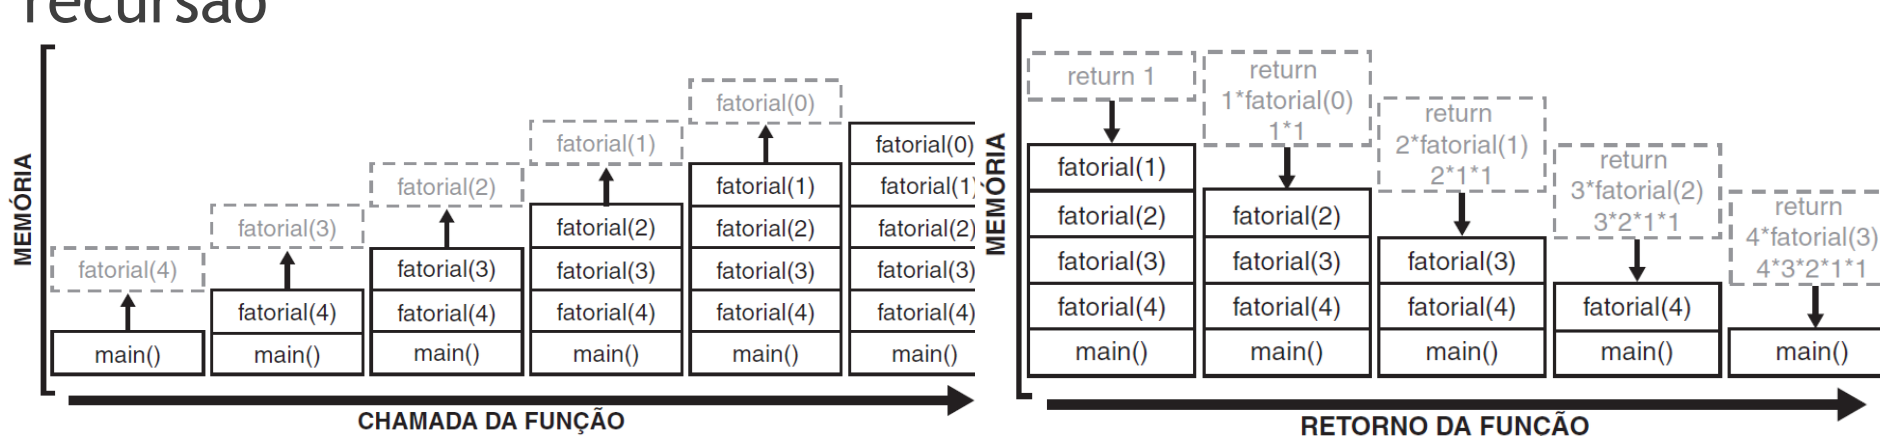 recursão
MEMÓRIA
fatorial(4)
main()
fatorial(3)
fatorial(4)
main()
fatorial(2)
fatorial(3)
fatorial(4)
main()
fatorial(1)
fatorial(2)
fatorial(3)
fatorial(4)
main()
fatorial(0)
fatorial(1)
fatorial(2)
fatorial(3)
fatorial(4)
main()
fatorial(0)
fatorial(1)
fatorial(2)
fatorial(3)
fatorial(4)
main()
CHAMADA DA FUNÇÃO
MEMÓRIA
return 1
fatorial(1)
fatorial(2)
fatorial(3)
fatorial(4)
main()
return
1*fatorial(0)
1*1
fatorial(2)
fatorial(3)
fatorial(4)
main()
return
2*fatorial(1)
2*1*1
fatorial(3)
fatorial(4)
main()
return
3*fatorial(2)
3*2*1*1
fatorial(4)
main()
return
4*fatorial(3)
4*3*2*1*1
main()
RETORNO DA FUNCÃO